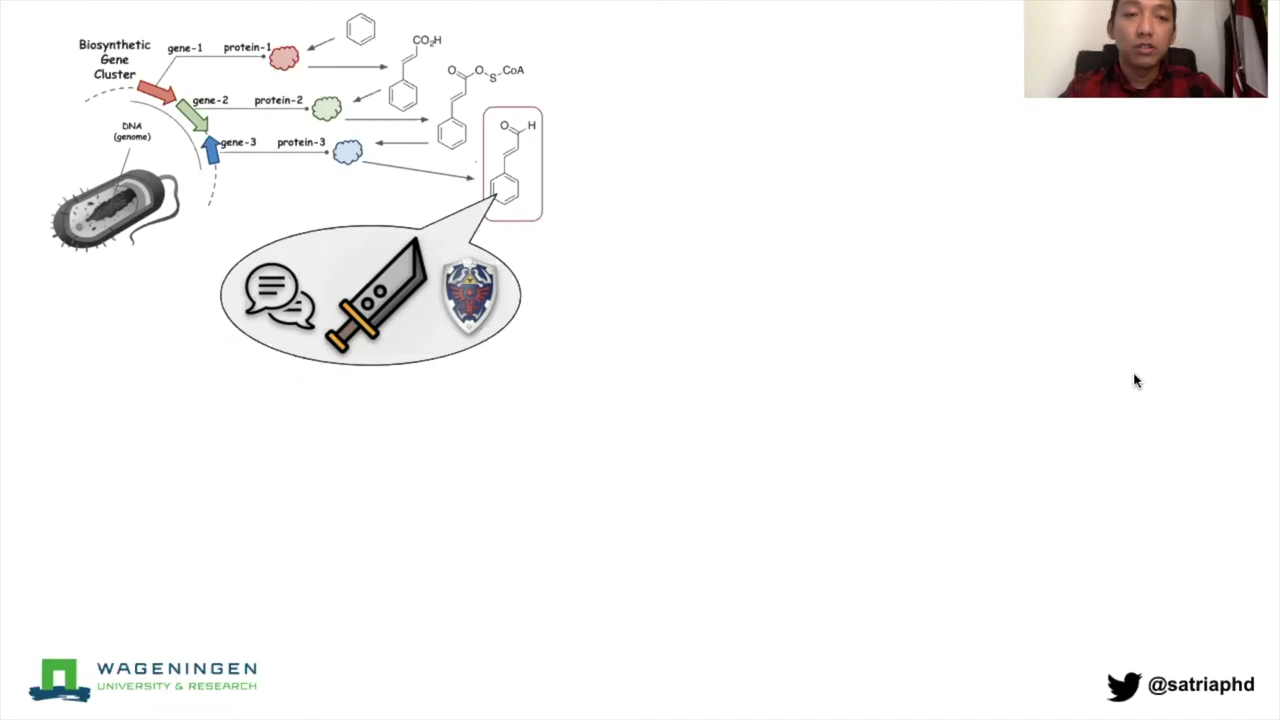 Biosynthetic
Gene
Cluster
gene-1
protein-1
CO₂H
O
O
S
CoA
gene-2
protein-2
O
H
DNA
(genome)
gene-3
protein-3
WAGENINGEN
UNIVERSITY & RESEARCH
@satriaphd